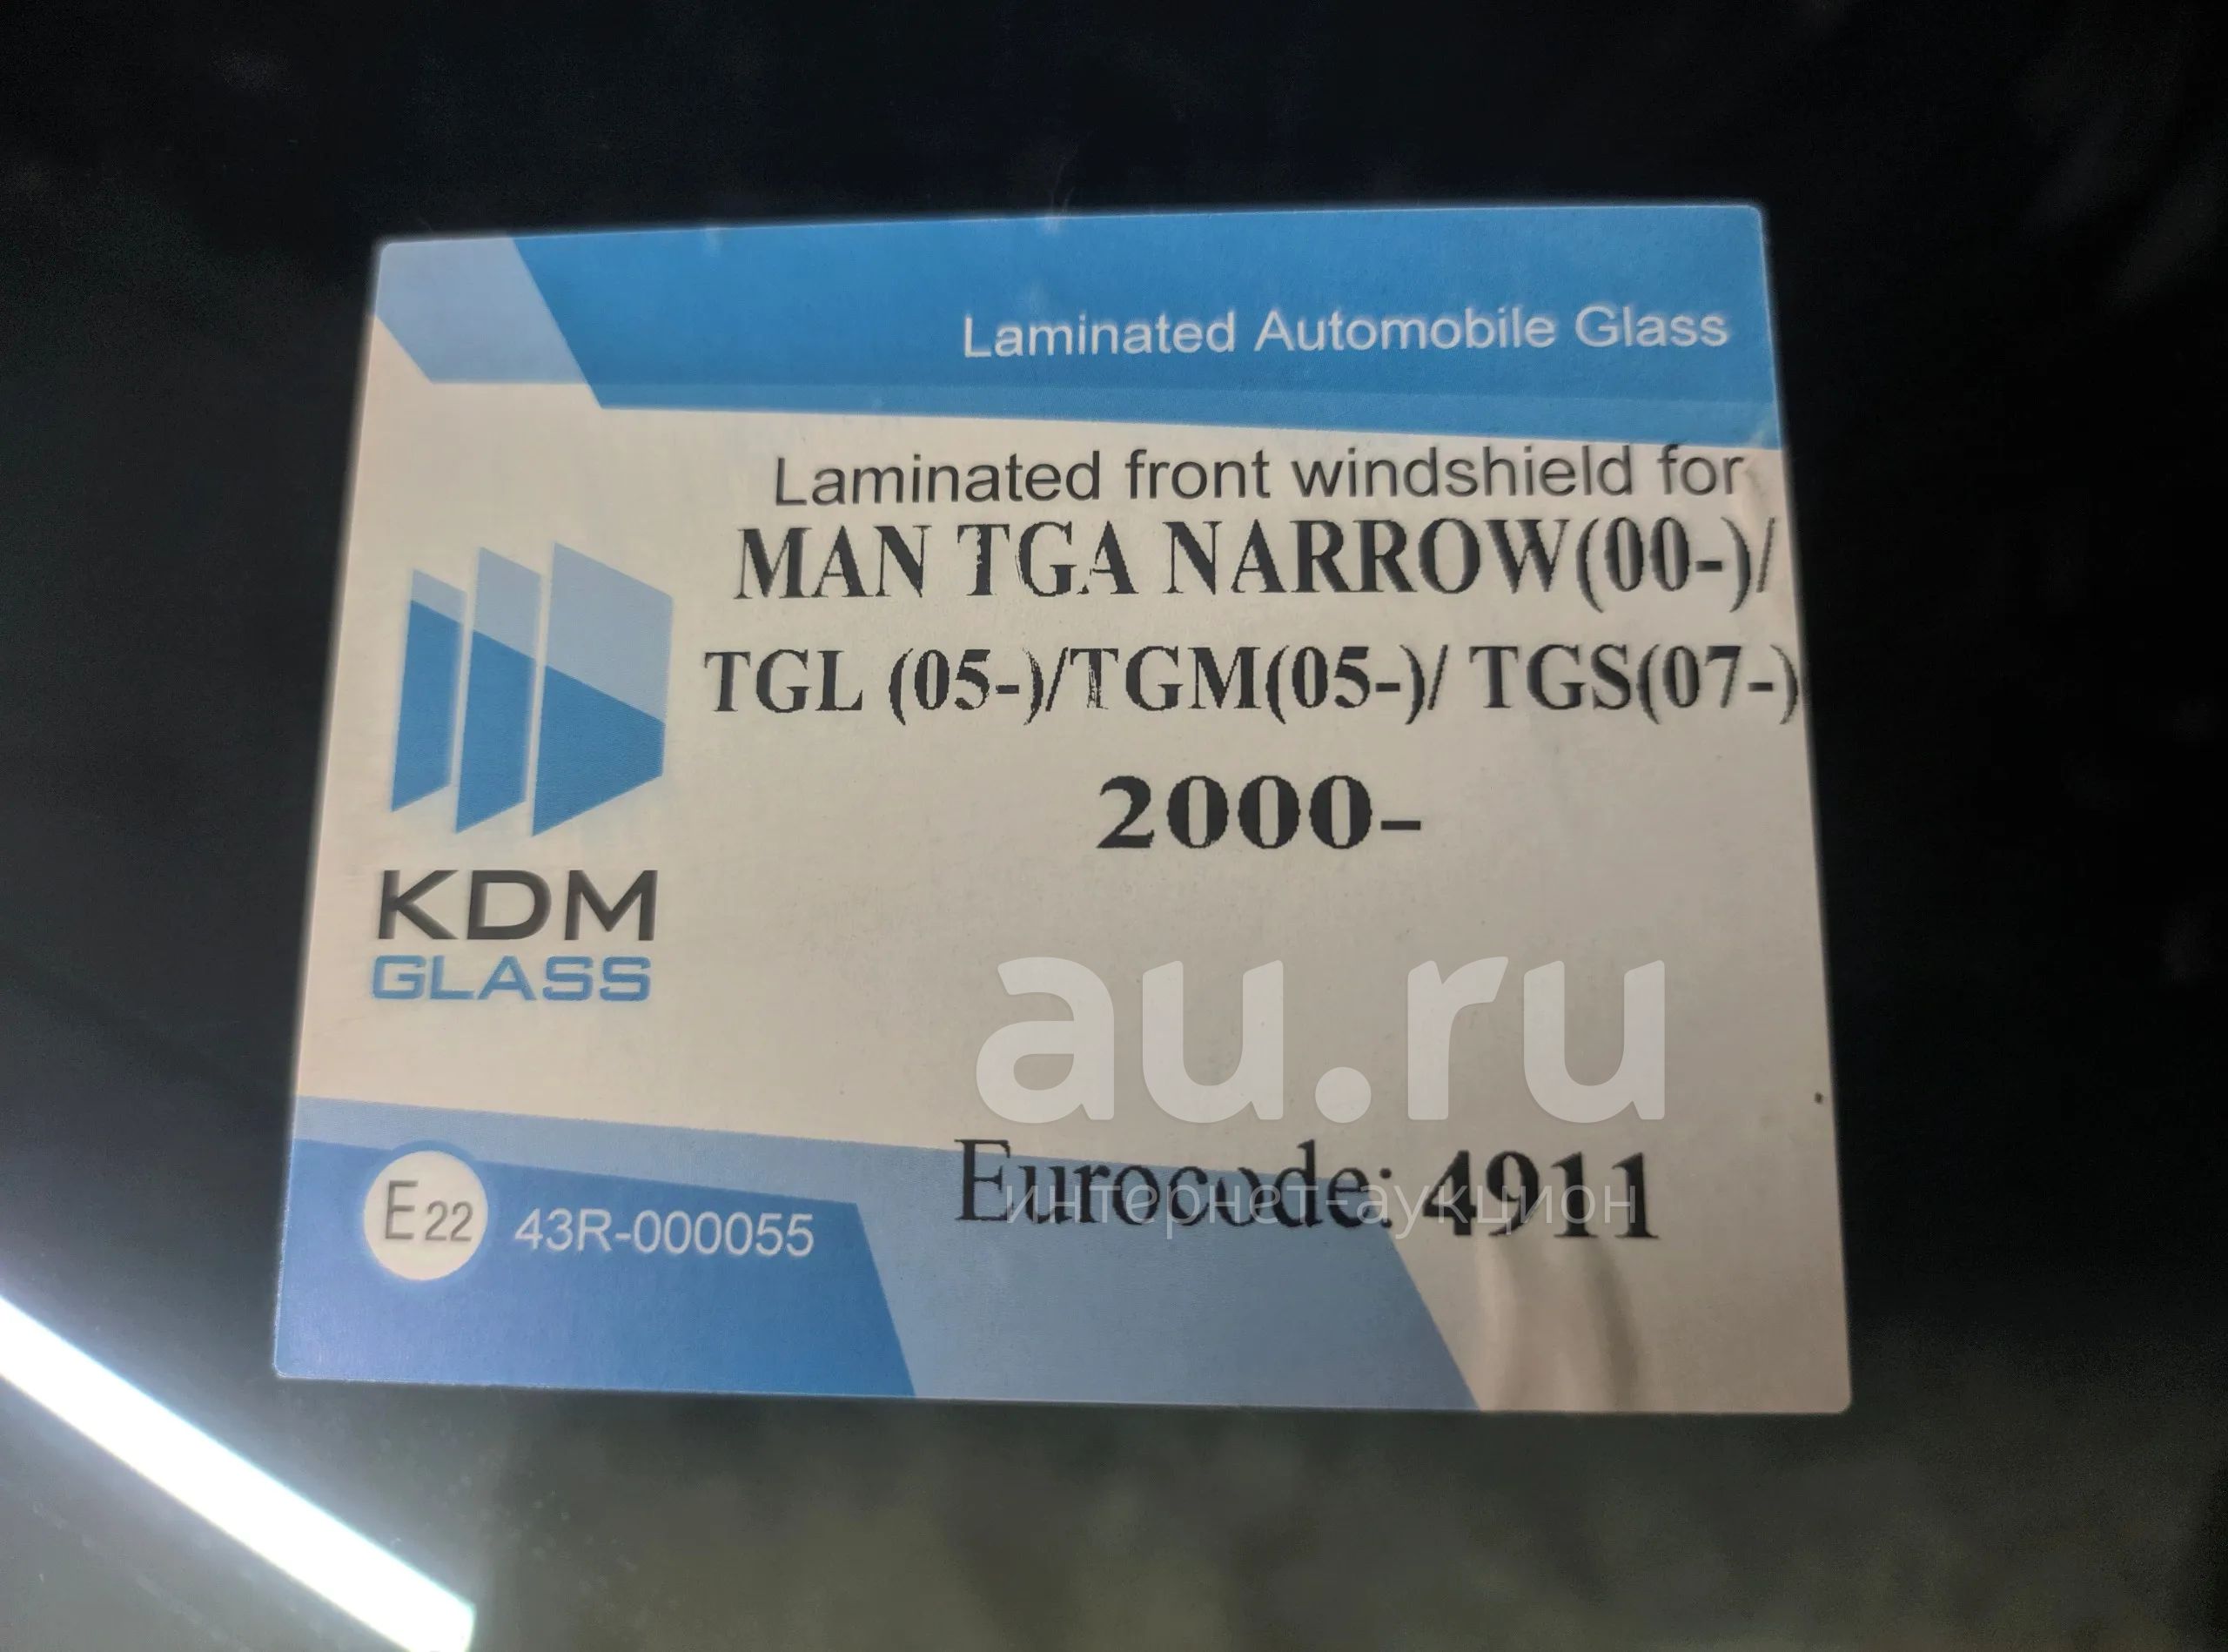 Laminated Automobile Glass
Laminated front windshield for
MAN TGA NARROW(00-)/
TGL (05-)/TGM(05-)/ TGS(07-)
2000-
KDM
GLASS
au.ru
интернет-аукцион
Eurocode: 4911
E22 43R-000055